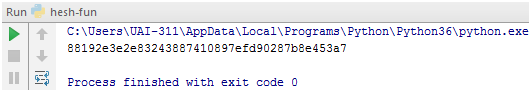 Run hesh-fun
C:\Users\UAI-311\AppData\Local\Programs\Python\Python36\python.exe
88192e3e2e83243887410897efd90287b8e453a7
Process finished with exit code 0